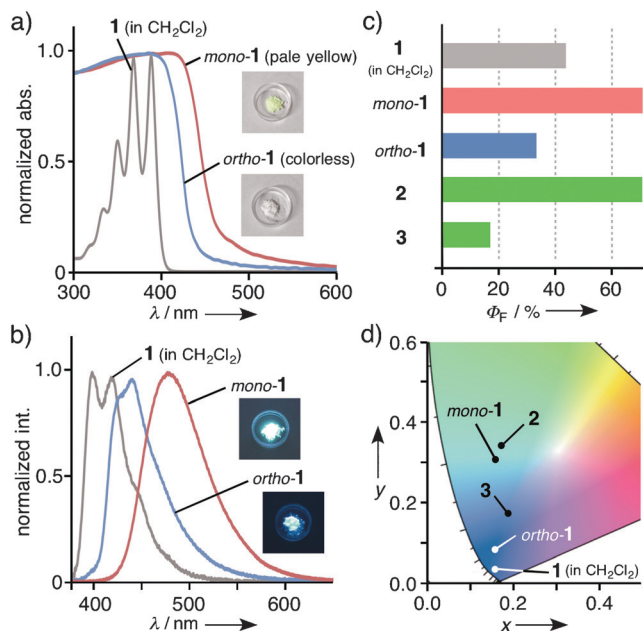 a)
1 (in CH2Cl2)
1.0
mono-1 (pale yellow)
ortho-1 (colorless)
0.5
0
normalized abs.
300
400
500
600
λ / nm
b)
1 (in CH2Cl2)
1.0
mono-1
ortho-1
0.5
0.0
normalized int.
400
500
600
λ / nm
c)
1
(in CH2Cl2)
mono-1
ortho-1
2
3
0
20
40
60
ΦF / %
d)
0.6
0.4
0.2
0.0
y
mono-1
2
3
ortho-1
1 (in CH2Cl2)
0.0
0.2
0.4
x